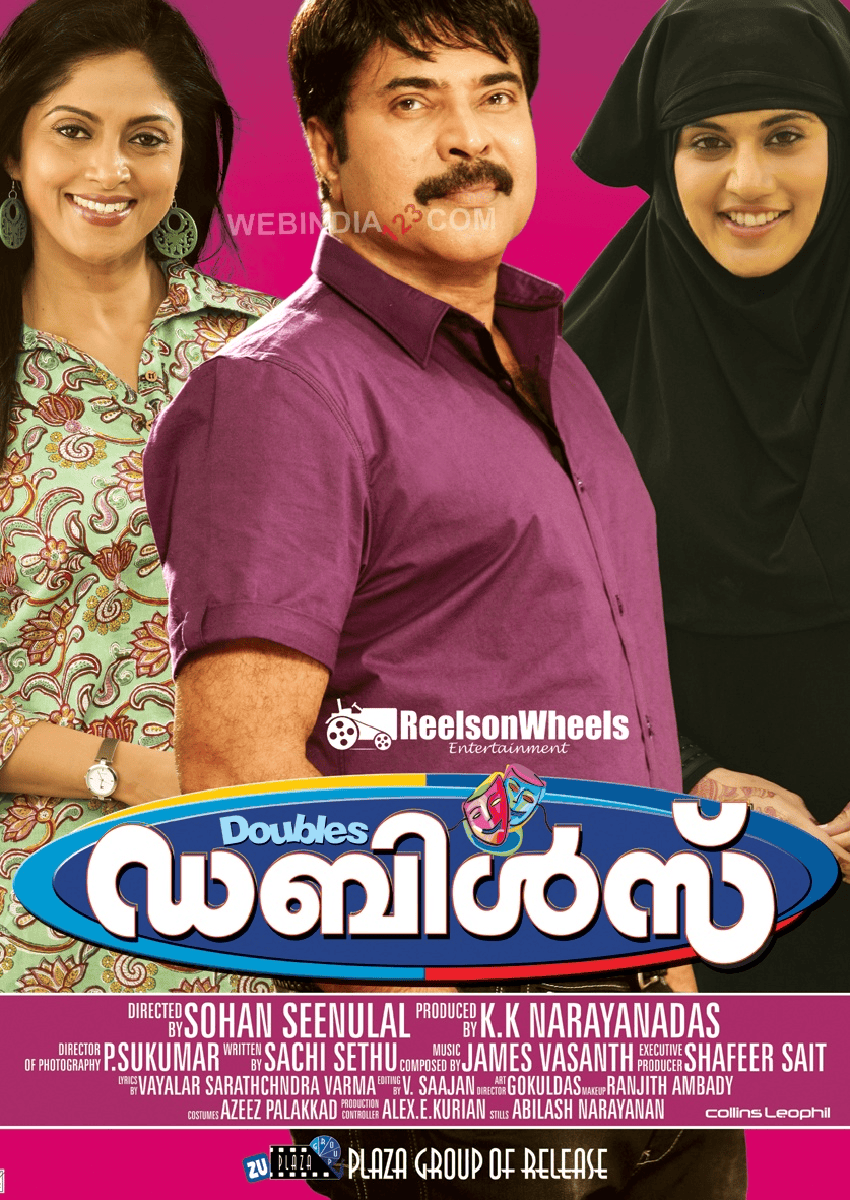 WEBINDIA123.COM
ReelsonWheels
Entertainment
Doubles
ഡബിൾസ്
DIRECTED BY SOHAN SEENULAL PRODUCED BY K.K NARAYANADAS
DIRECTOR OF PHOTOGRAPHY P.SUKUMAR WRITTEN BY SACHI SETHU MUSIC COMPOSED BY JAMES VASANTH EXECUTIVE PRODUCER SHAFEER SAIT
LYRICS BY VAYALAR SARATHCHNDRA VARMA EDITING BY V. SAAJAN ART DIRECTOR GOKULDAS MAKEUP RANJITH AMBADY
COSTUMES AZEEZ PALAKKAD PRODUCTION CONTROLLER ALEX.E.KURIAN STILLS ABILASH NARAYANAN collins Leophil
2U PLAZA GROUP PLAZA GROUP OF RELEASE